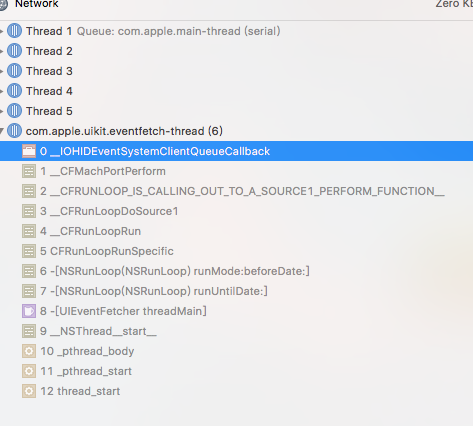 Network Zero KE
Thread 1 Queue: com.apple.main-thread (serial)
Thread 2
Thread 3
Thread 4
Thread 5
com.apple.uikit.eventfetch-thread (6)
0 __IOHIDEventSystemClientQueueCallback
1 __CFMachPortPerform
2 __CFRUNLOOP_IS_CALLING_OUT_TO_A_SOURCE1_PERFORM_FUNCTION__
3 __CFRunLoopDoSource1
4 __CFRunLoopRun
5 CFRunLoopRunSpecific
6 -[NSRunLoop(NSRunLoop) runMode:beforeDate:]
7 -[NSRunLoop(NSRunLoop) runUntilDate:]
8 -[UIEventFetcher threadMain]
9 __NSThread__start__
10 _pthread_body
11 _pthread_start
12 thread_start